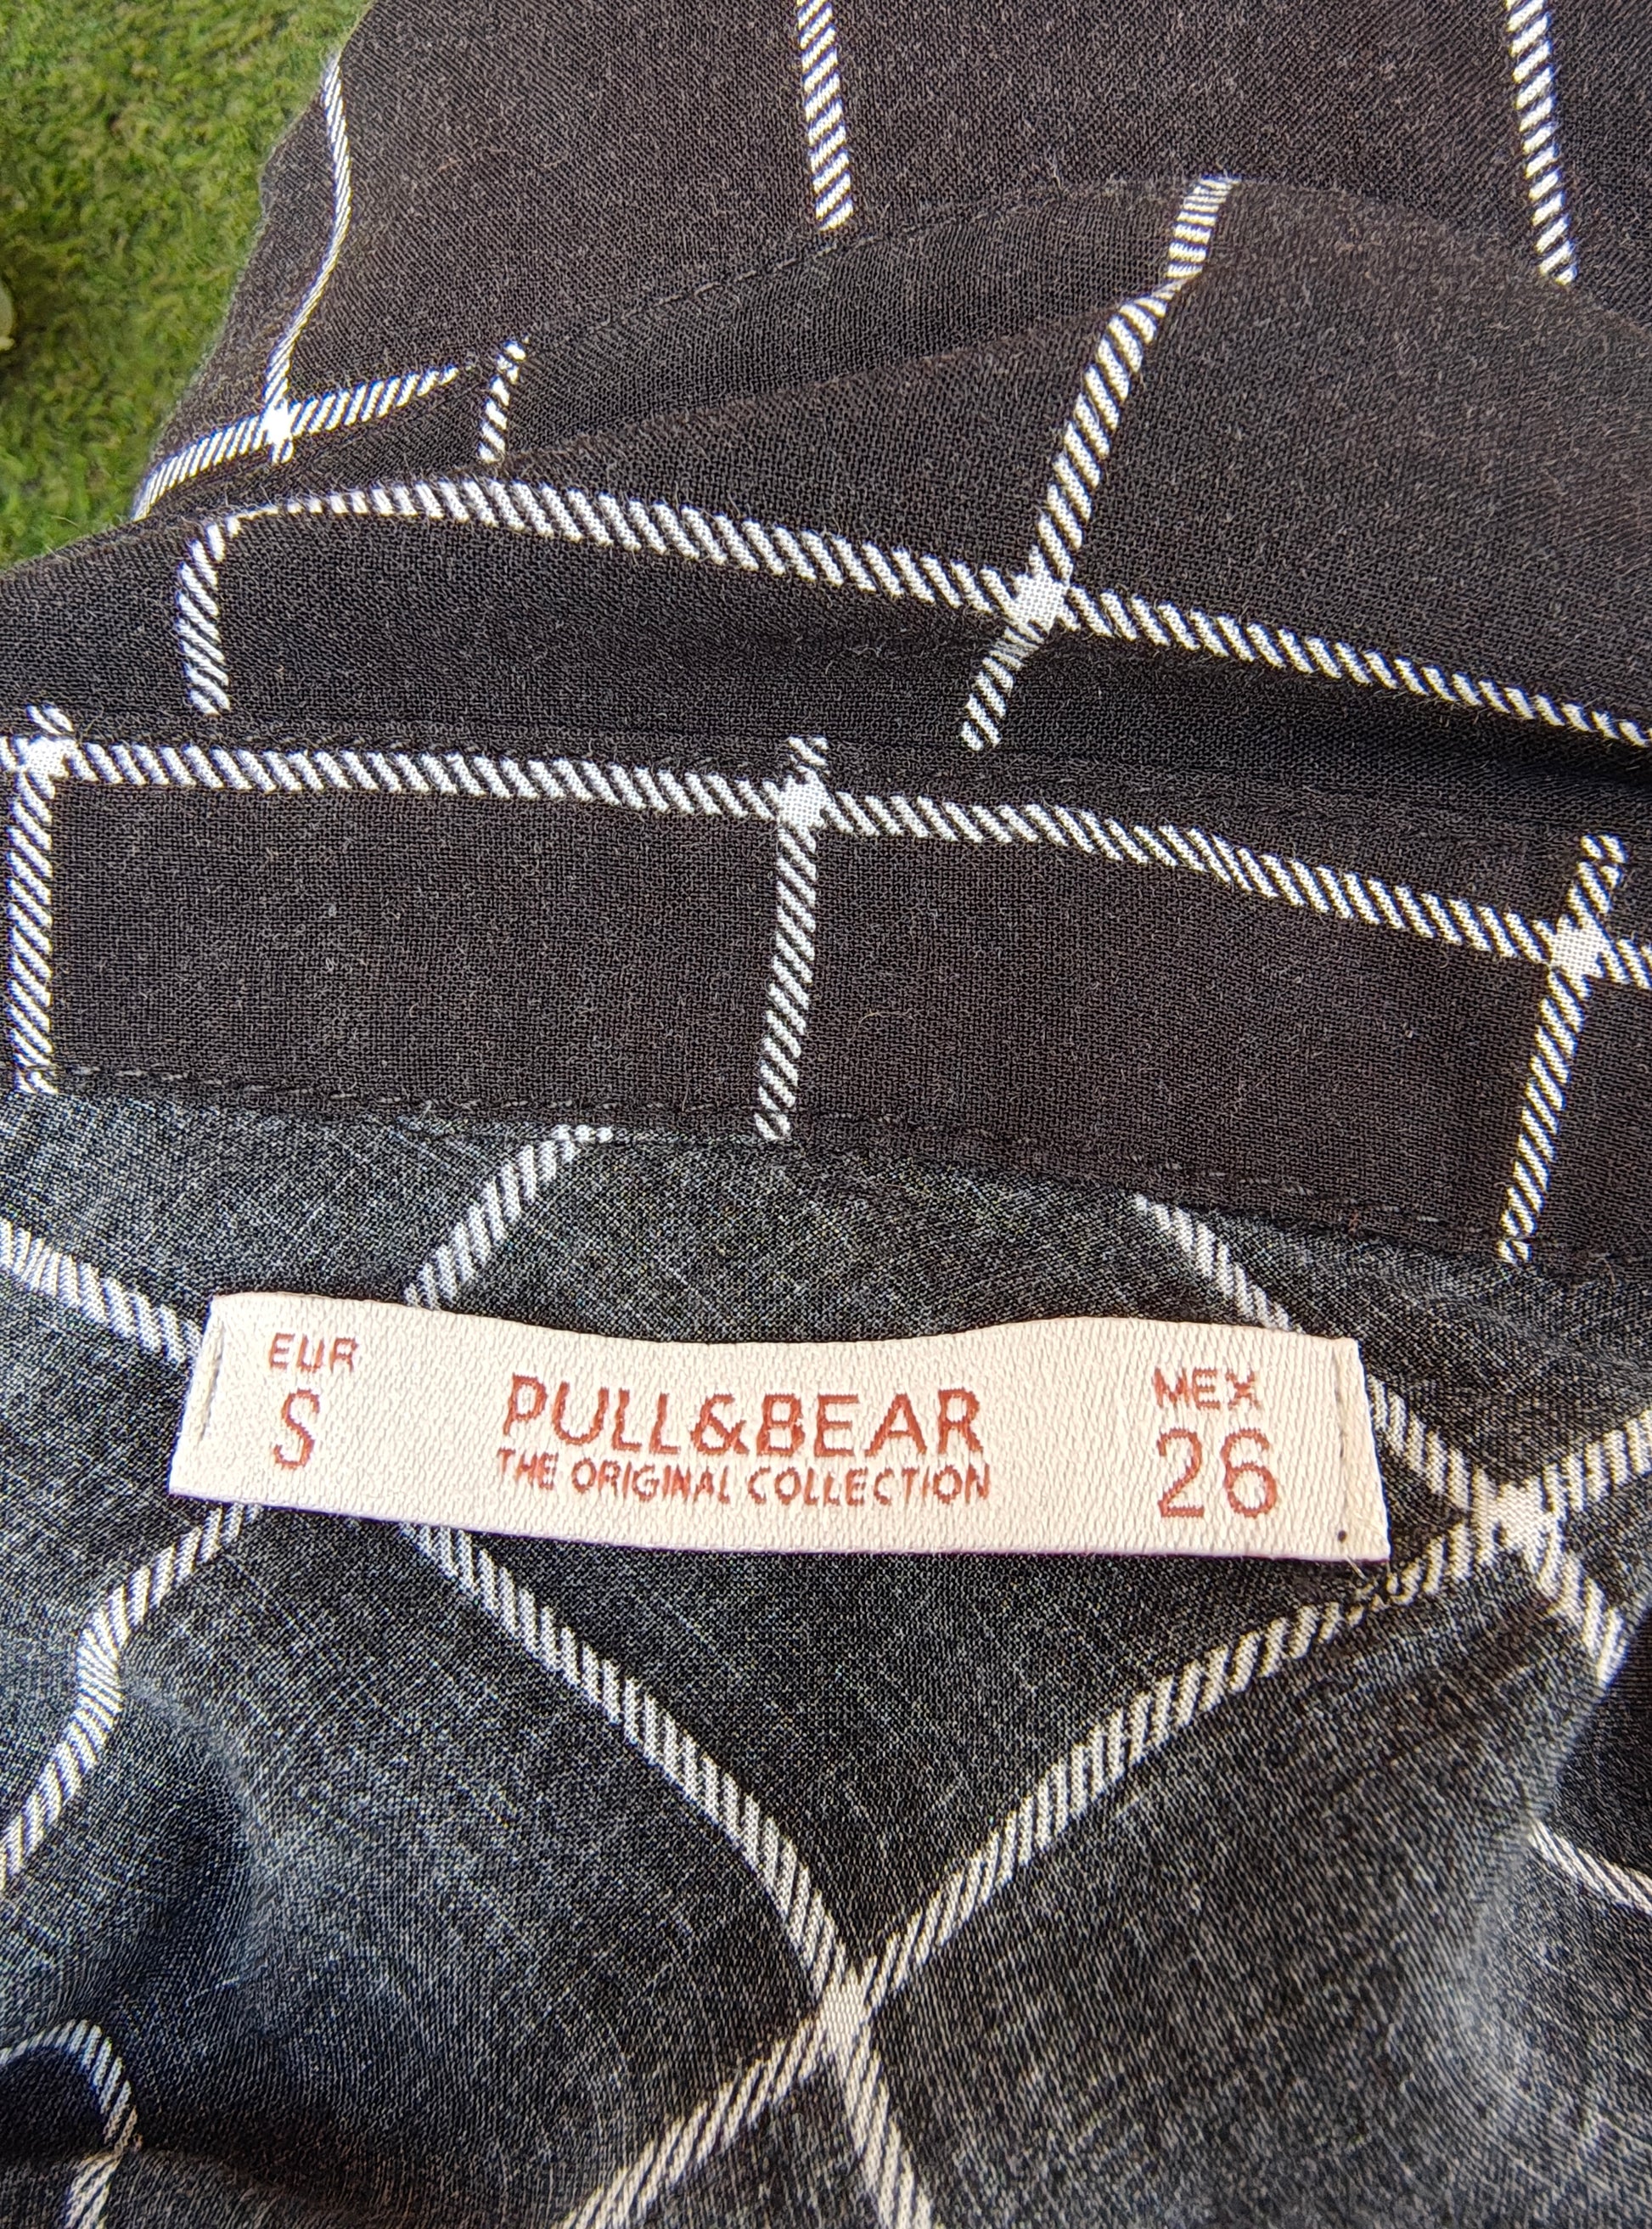 EUR
S
PULL&BEAR
THE ORIGINAL COLLECTION
MEX
26